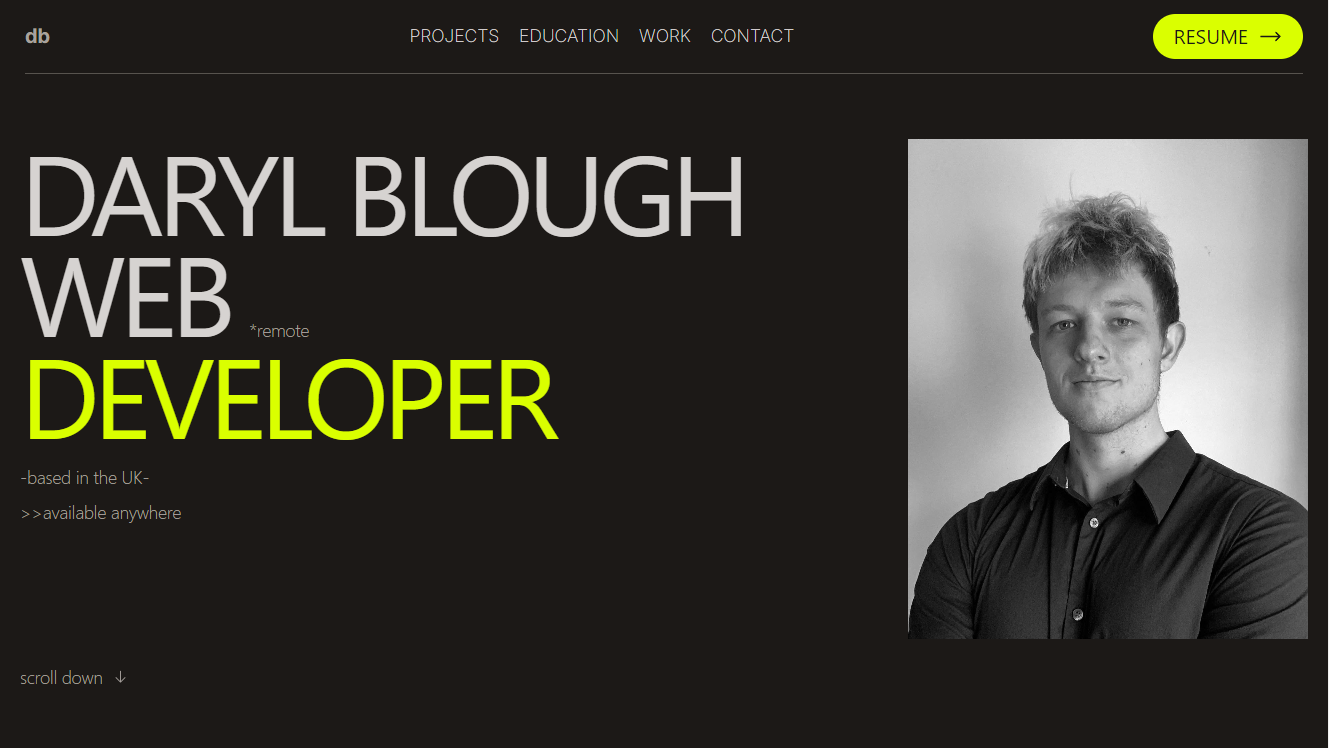 db
PROJECTS EDUCATION WORK CONTACT
RESUME →
DARYL BLOUGH
WEB *remote
DEVELOPER
-based in the UK-
>>available anywhere
scroll down ↓